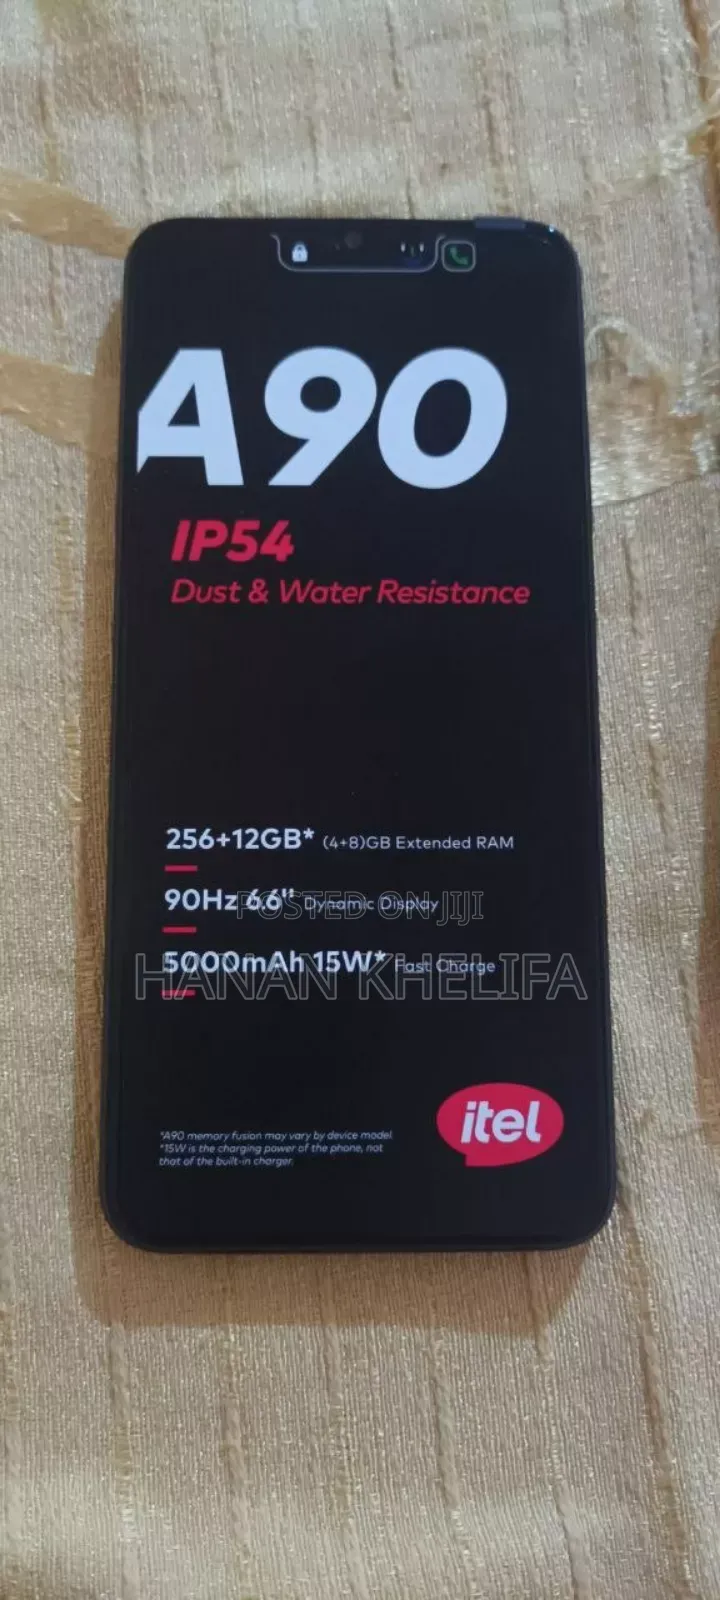 A90
IP54
Dust & Water Resistance
256+12GB* (4+8)GB Extended RAM
90Hz 6.6" Dynamic Display
POSTED ON JIJI
5000mAh 15W* Fast Charge
HANAN KHELIFA
itel
*A90 memory fusion may vary by device model
*15W is the charging power of the phone, not
that of the built-in charger.